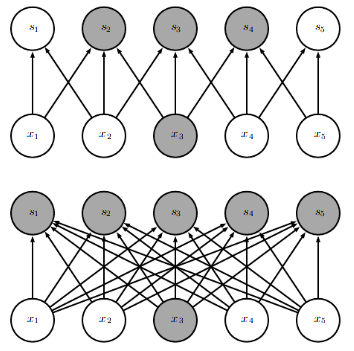 s₁ s₂ s₃ s₄ s₅
x₁ x₂ x₃ x₄ x₅
s₁ s₂ s₃ s₄ s₅
x₁ x₂ x₃ x₄ x₅